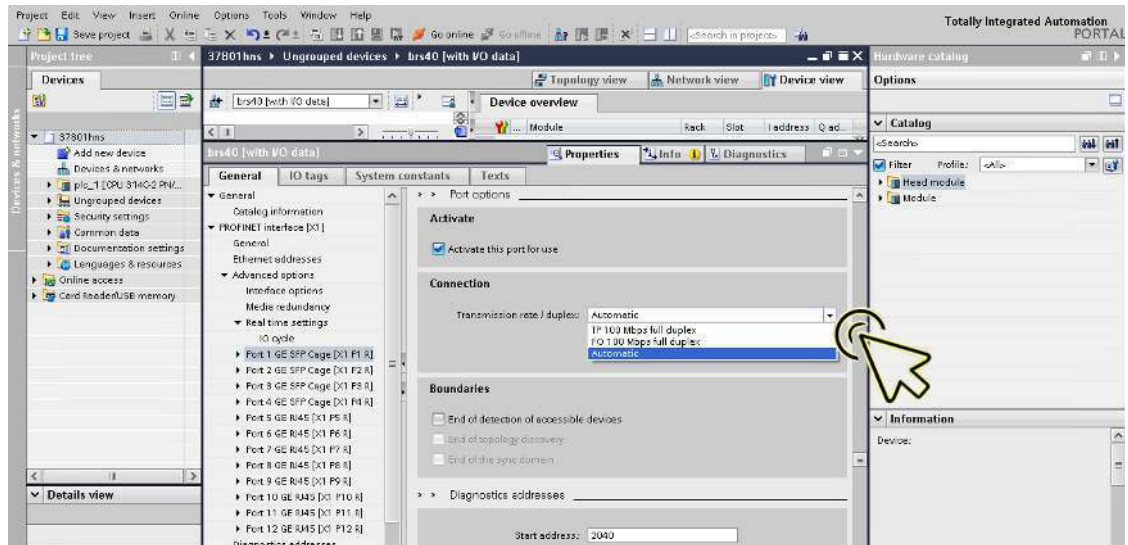 Project Edit View Insert Online Options Tools Window Help
Totally Integrated Automation
PORTAL
Save project
Go online
Go offline
<Search in project>
Project tree
37801hns > Ungrouped devices > brs40 [with I/O data]
Hardware catalog
Devices
Topology view
Network view
Device view
Options
Devices & networks
brs40 [with I/O data]
Device overview
... Module Rack Slot I address Q ad...
Catalog
<Search>
Filter Profile: <All>
Head module
Module
37801hns
Add new device
Devices & networks
plc_1 [CPU 314C-2 PN/...
Ungrouped devices
Security settings
Common data
Documentation settings
Languages & resources
Online access
Card Reader/USB memory
Details view
brs40 [with I/O data]
Properties
Info
Diagnostics
General
IO tags
System constants
Texts
General
Catalog information
PROFINET interface [X1]
General
Ethernet addresses
Advanced options
Interface options
Media redundancy
Real time settings
IO cycle
Port 1 GE SFP Cage [X1 P1 R]
Port 2 GE SFP Cage [X1 P2 R]
Port 3 GE SFP Cage [X1 P3 R]
Port 4 GE SFP Cage [X1 P4 R]
Port 5 GE RJ45 [X1 P5 R]
Port 6 GE RJ45 [X1 P6 R]
Port 7 GE RJ45 [X1 P7 R]
Port 8 GE RJ45 [X1 P8 R]
Port 9 GE RJ45 [X1 P9 R]
Port 10 GE RJ45 [X1 P10 R]
Port 11 GE RJ45 [X1 P11 R]
Port 12 GE RJ45 [X1 P12 R]
Diagnostics addresses
> > Port options
Activate
Activate this port for use
Connection
Transmission rate / duplex: Automatic
TP 100 Mbps full duplex
FO 100 Mbps full duplex
Automatic
Boundaries
End of detection of accessible devices
End of topology discovery
End of the sync domain
> > Diagnostics addresses
Start address: 2040
Information
Device: